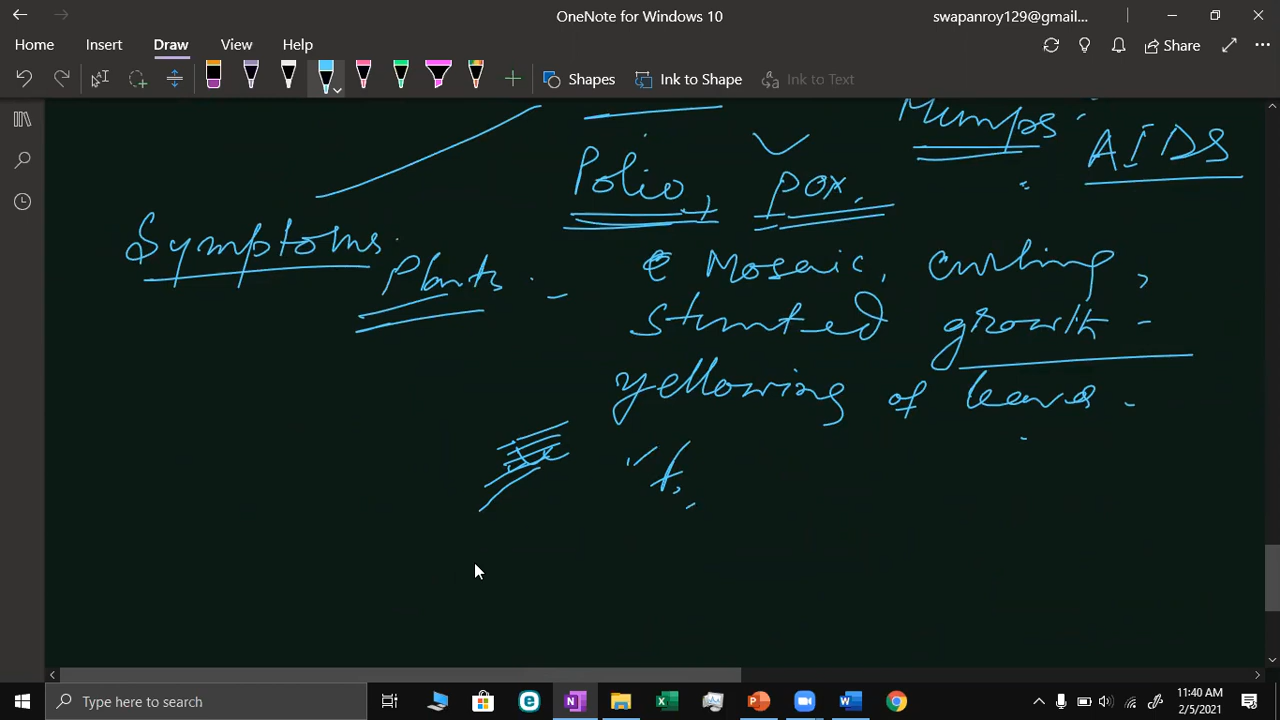 OneNote for Windows 10
swapanroy129@gmail...
Home Insert Draw View Help
Share
Shapes Ink to Shape Ink to Text
Mumps
AIDS
Polio, pox.
Symptoms
Plants - Mosaic, curling,
stunted growth -
yellowing of leaves.
Type here to search
11:40 AM
2/5/2021